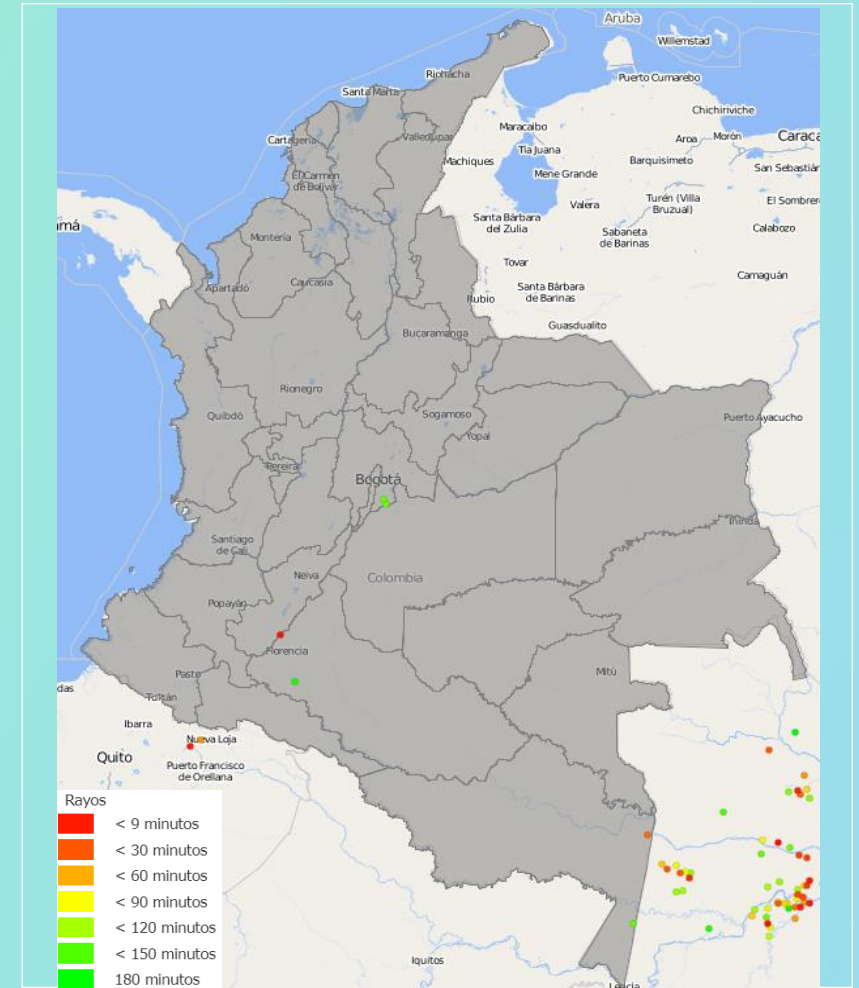 Aruba
Willemstad
Riohacha
Puerto Cumarebo
Santa Marta
Chichiriviche
Maracaibo
Cartagena
Valledupar
Aroa
Morón
Tía Juana
Machiques
Barquisimeto
Mene Grande
San Sebastián
El Carmen
de Bolívar
Valera
Turén (Villa
Bruzual)
El Sombrero
Santa Bárbara
del Zulia
Calabozo
Montería
Sabaneta
de Barinas
Tovar
Camaguán
Apartadó
Caucasia
Santa Bárbara
de Barinas
Rubio
Guasdualito
Bucaramanga
Rionegro
Quibdó
Sogamoso
Puerto Ayacucho
Yopal
Pereira
Bogotá
Inírida
Santiago
de Cali
Neiva
Colombia
Popayán
Florencia
Mitú
Pasto
Tulcán
Ibarra
Nueva Loja
Quito
Puerto Francisco
de Orellana
Iquitos
Leticia
Rayos
< 9 minutos
< 30 minutos
< 60 minutos
< 90 minutos
< 120 minutos
< 150 minutos
180 minutos